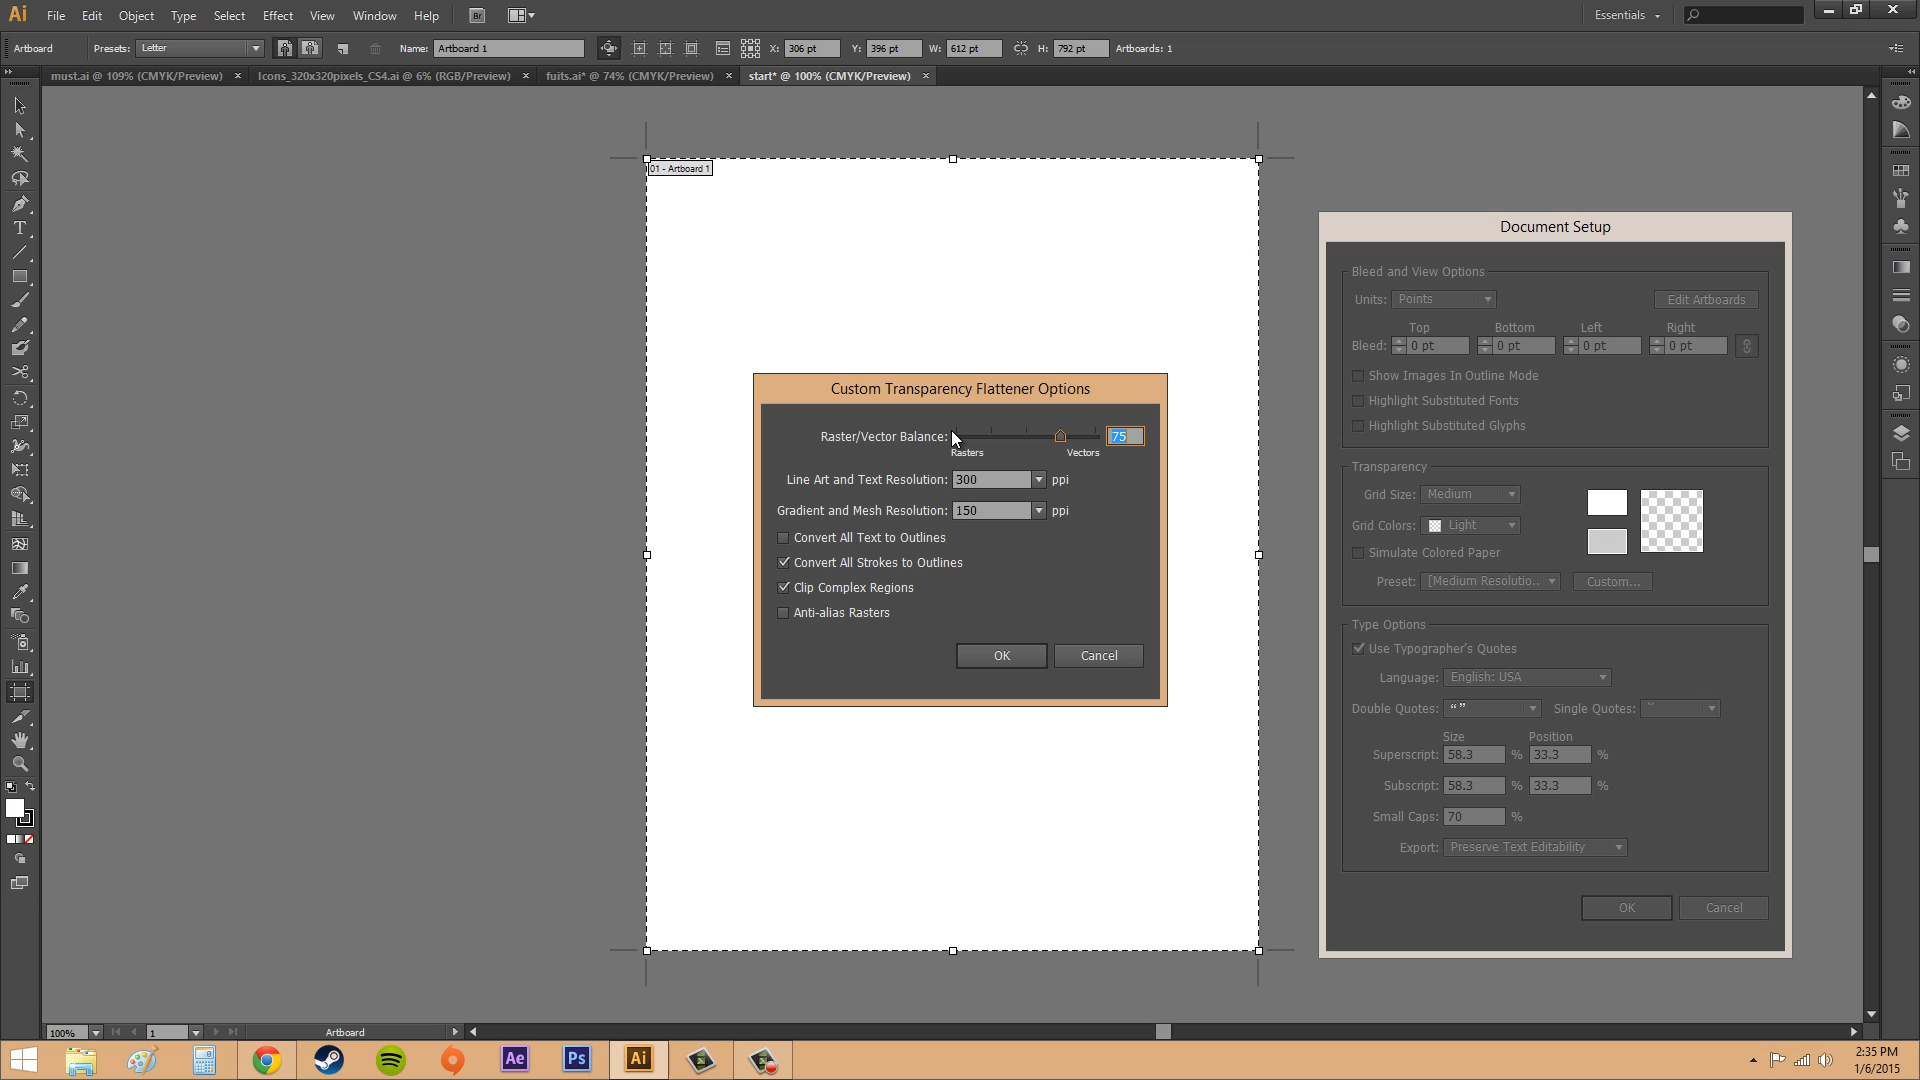 Ai File Edit Object Type Select Effect View Window Help Br Essentials
Artboard Presets: Letter Name: Artboard 1 X: 306 pt Y: 396 pt W: 612 pt H: 792 pt Artboards: 1
must.ai @ 109% (CMYK/Preview) × Icons_320x320pixels_CS4.ai @ 6% (RGB/Preview) × fuits.ai* @ 74% (CMYK/Preview) × start* @ 100% (CMYK/Preview) ×
01 - Artboard 1
Custom Transparency Flattener Options
Raster/Vector Balance: 75
Rasters Vectors
Line Art and Text Resolution: 300 ppi
Gradient and Mesh Resolution: 150 ppi
Convert All Text to Outlines
Convert All Strokes to Outlines
Clip Complex Regions
Anti-alias Rasters
OK Cancel
Document Setup
Bleed and View Options
Units: Points Edit Artboards
Top Bottom Left Right
Bleed: 0 pt 0 pt 0 pt 0 pt
Show Images In Outline Mode
Highlight Substituted Fonts
Highlight Substituted Glyphs
Transparency
Grid Size: Medium
Grid Colors: Light
Simulate Colored Paper
Preset: [Medium Resolutio.. Custom...
Type Options
Use Typographer's Quotes
Language: English: USA
Double Quotes: “ ” Single Quotes: ‘’
Size Position
Superscript: 58.3 % 33.3 %
Subscript: 58.3 % 33.3 %
Small Caps: 70 %
Export: Preserve Text Editability
OK Cancel
100% 1 Artboard
Ae Ps Ai
2:35 PM
1/6/2015